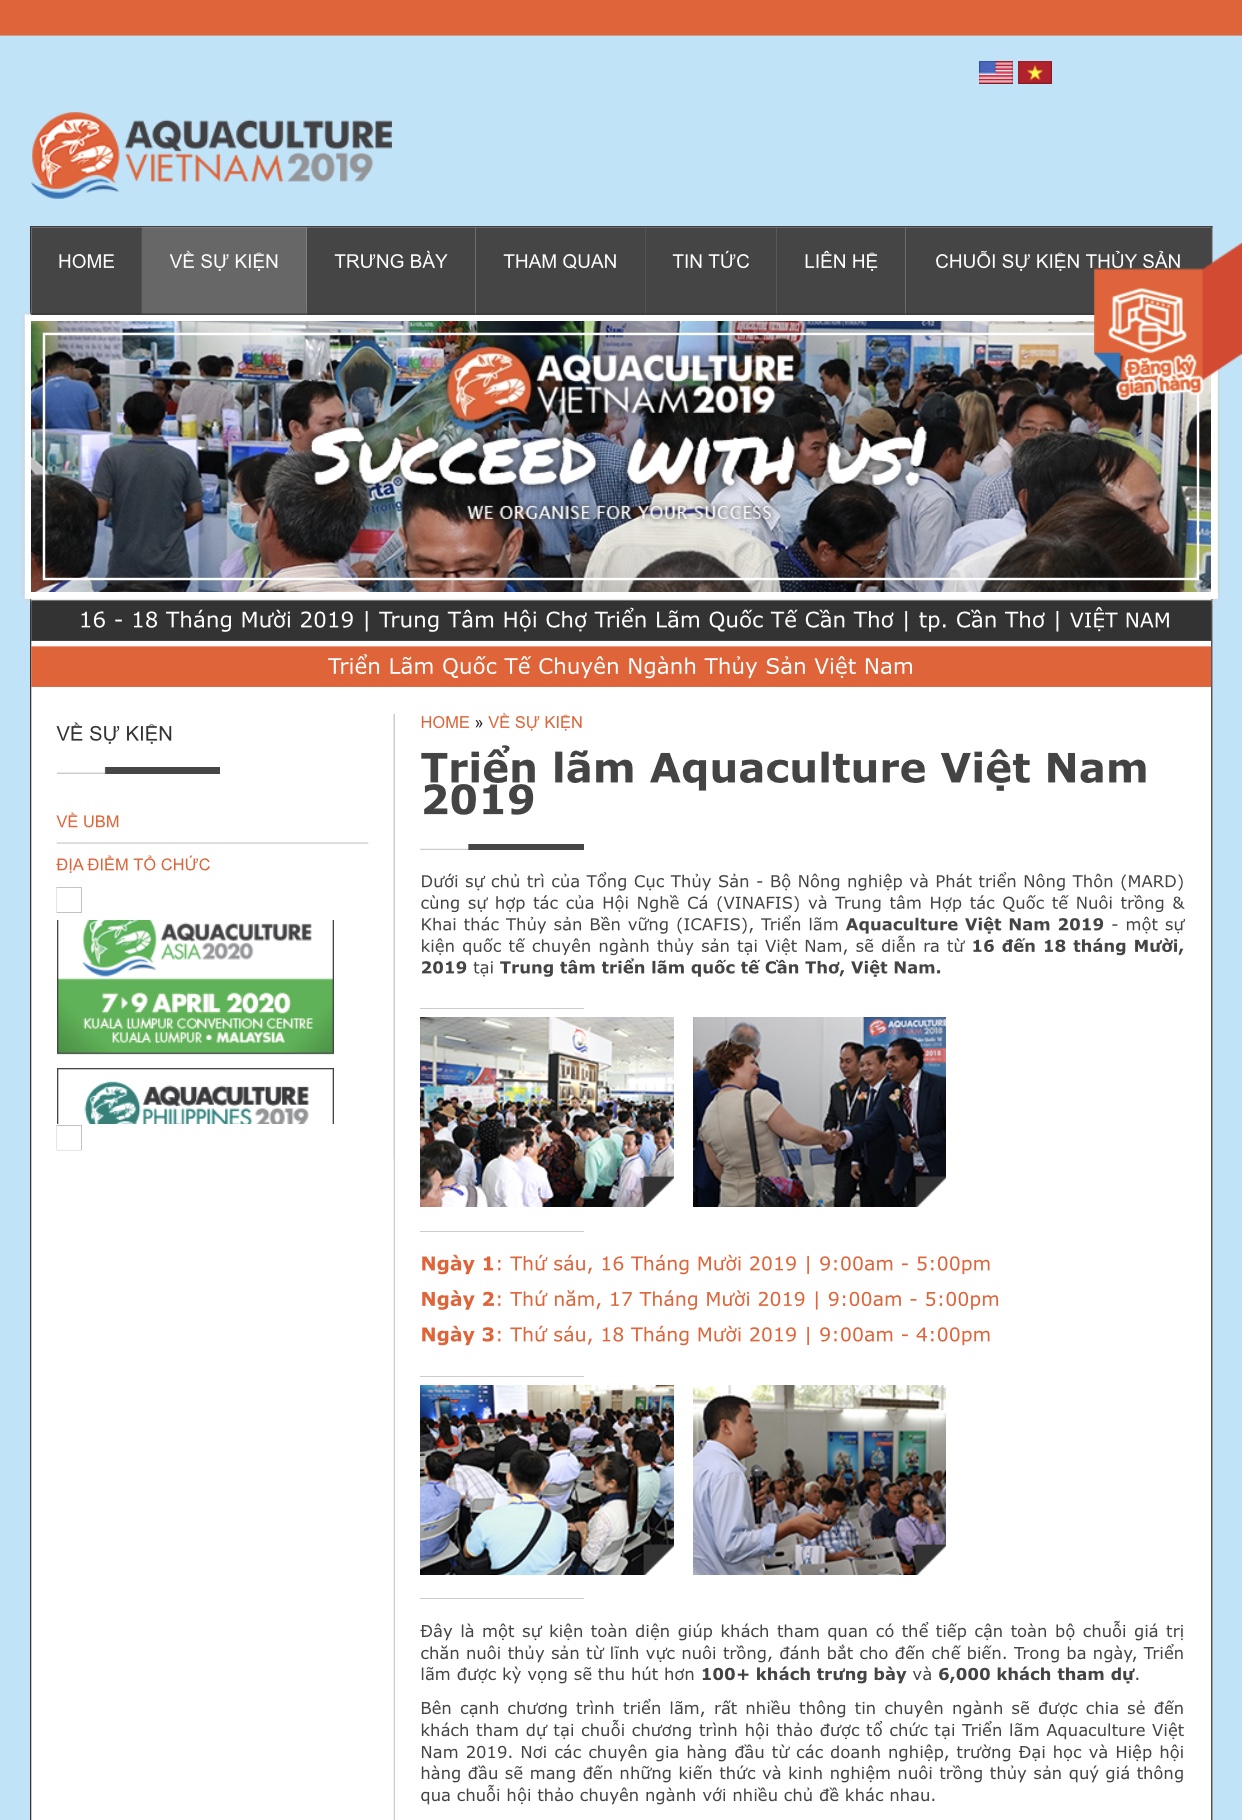 AQUACULTURE
VIETNAM 2019
HOME
VỀ SỰ KIỆN
TRƯNG BÀY
THAM QUAN
TIN TỨC
LIÊN HỆ
CHUỖI SỰ KIỆN THỦY SẢN
Đăng ký
gian hàng
AQUACULTURE
VIETNAM 2019
SUCCEED WITH US!
WE ORGANISE FOR YOUR SUCCESS
16 - 18 Tháng Mười 2019 | Trung Tâm Hội Chợ Triển Lãm Quốc Tế Cần Thơ | tp. Cần Thơ | VIỆT NAM
Triển Lãm Quốc Tế Chuyên Ngành Thủy Sản Việt Nam
VỀ SỰ KIỆN
VỀ UBM
ĐỊA ĐIỂM TỔ CHỨC
AQUACULTURE
ASIA 2020
7 ▸ 9 APRIL 2020
KUALA LUMPUR CONVENTION CENTRE
KUALA LUMPUR • MALAYSIA
AQUACULTURE
PHILIPPINES 2019
HOME » VỀ SỰ KIỆN
Triển lãm Aquaculture Việt Nam
2019
Dưới sự chủ trì của Tổng Cục Thủy Sản - Bộ Nông nghiệp và Phát triển Nông Thôn (MARD)
cùng sự hợp tác của Hội Nghề Cá (VINAFIS) và Trung tâm Hợp tác Quốc tế Nuôi trồng &
Khai thác Thủy sản Bền vững (ICAFIS), Triển lãm Aquaculture Việt Nam 2019 - một sự
kiện quốc tế chuyên ngành thủy sản tại Việt Nam, sẽ diễn ra từ 16 đến 18 tháng Mười,
2019 tại Trung tâm triển lãm quốc tế Cần Thơ, Việt Nam.
AQUACULTURE
VIETNAM 2018
Ngày 1: Thứ sáu, 16 Tháng Mười 2019 | 9:00am - 5:00pm
Ngày 2: Thứ năm, 17 Tháng Mười 2019 | 9:00am - 5:00pm
Ngày 3: Thứ sáu, 18 Tháng Mười 2019 | 9:00am - 4:00pm
Đây là một sự kiện toàn diện giúp khách tham quan có thể tiếp cận toàn bộ chuỗi giá trị
chăn nuôi thủy sản từ lĩnh vực nuôi trồng, đánh bắt cho đến chế biến. Trong ba ngày, Triển
lãm được kỳ vọng sẽ thu hút hơn 100+ khách trưng bày và 6,000 khách tham dự.
Bên cạnh chương trình triển lãm, rất nhiều thông tin chuyên ngành sẽ được chia sẻ đến
khách tham dự tại chuỗi chương trình hội thảo được tổ chức tại Triển lãm Aquaculture Việt
Nam 2019. Nơi các chuyên gia hàng đầu từ các doanh nghiệp, trường Đại học và Hiệp hội
hàng đầu sẽ mang đến những kiến thức và kinh nghiệm nuôi trồng thủy sản quý giá thông
qua chuỗi hội thảo chuyên ngành với nhiều chủ đề khác nhau.